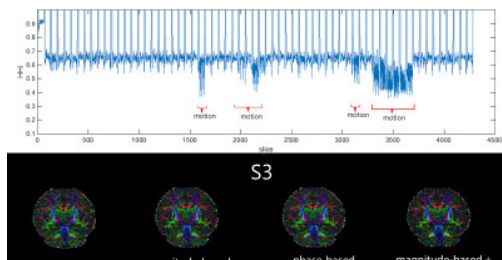 0.9
0.8
0.7
HHI
0.6
0.5
0.4
0.3
0.2
0.1
motion motion motion motion
0 500 1000 1500 2000 2500 3000 3500 4000 4500
slice
S3
phase-based magnitude-based +